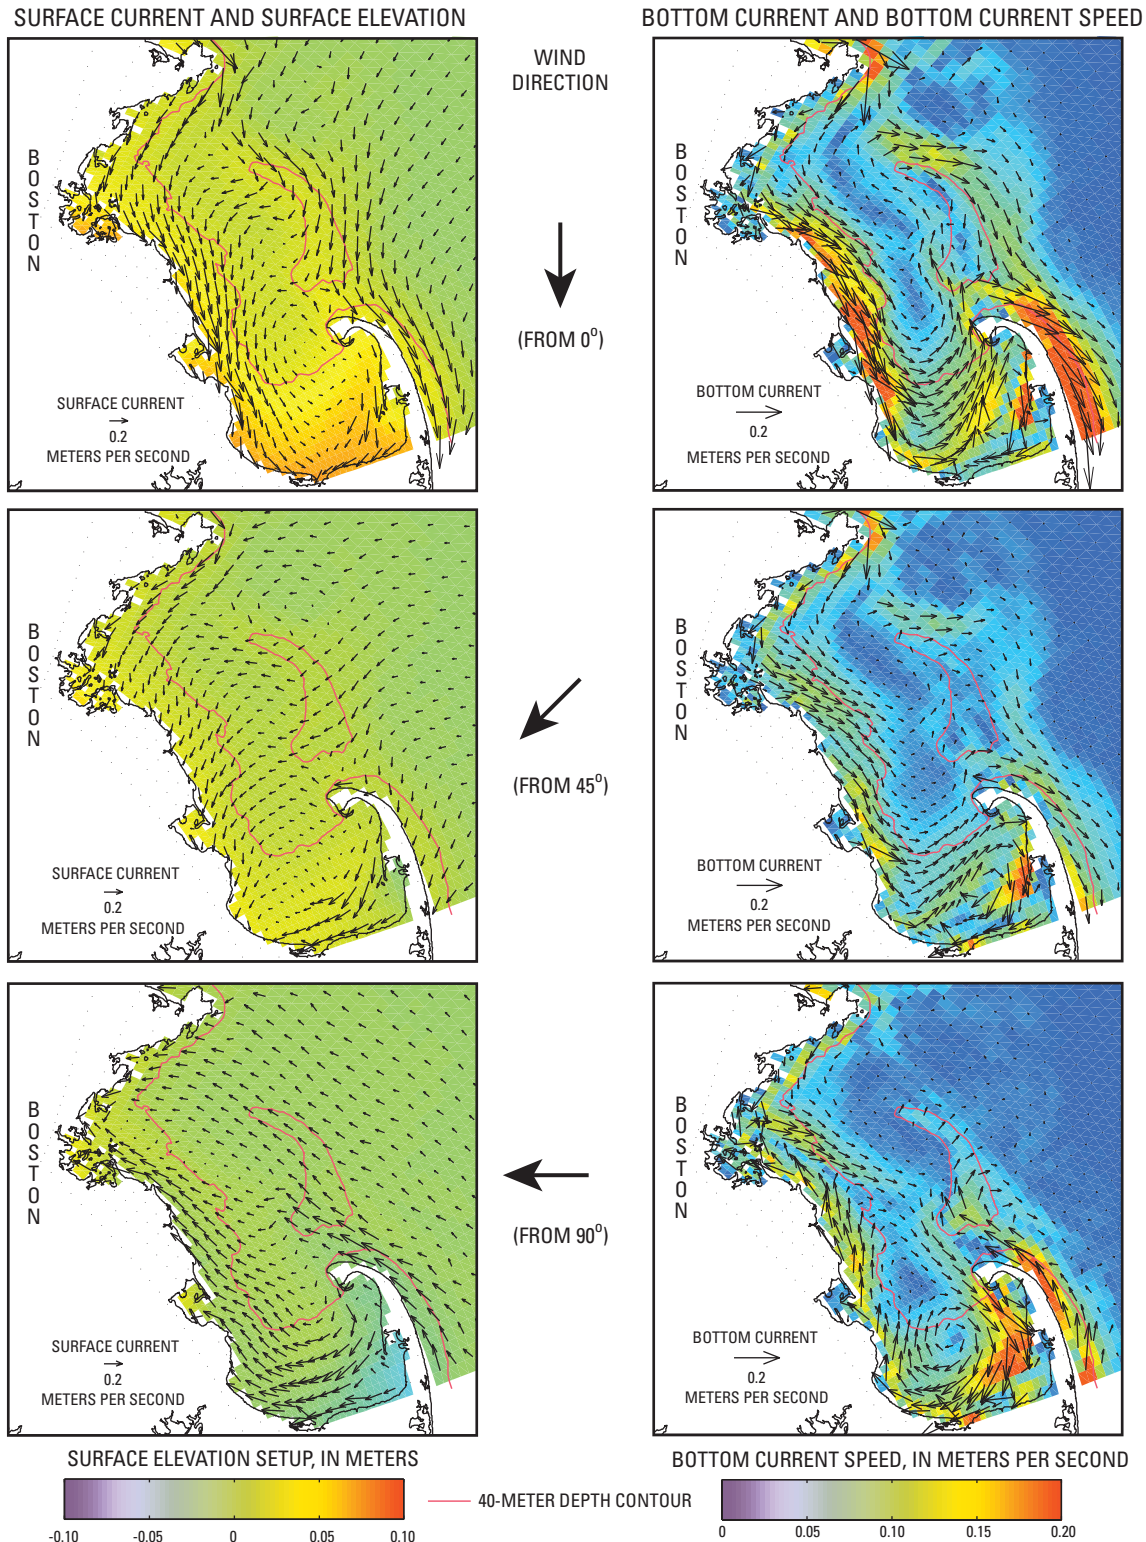 SURFACE CURRENT AND SURFACE ELEVATION
BOTTOM CURRENT AND BOTTOM CURRENT SPEED
WIND
DIRECTION
BOSTON
SURFACE CURRENT
0.2
METERS PER SECOND
(FROM 0°)
BOSTON
BOTTOM CURRENT
0.2
METERS PER SECOND
BOSTON
SURFACE CURRENT
0.2
METERS PER SECOND
(FROM 45°)
BOSTON
BOTTOM CURRENT
0.2
METERS PER SECOND
BOSTON
SURFACE CURRENT
0.2
METERS PER SECOND
(FROM 90°)
BOSTON
BOTTOM CURRENT
0.2
METERS PER SECOND
SURFACE ELEVATION SETUP, IN METERS
-0.10 -0.05 0 0.05 0.10
40-METER DEPTH CONTOUR
BOTTOM CURRENT SPEED, IN METERS PER SECOND
0 0.05 0.10 0.15 0.20